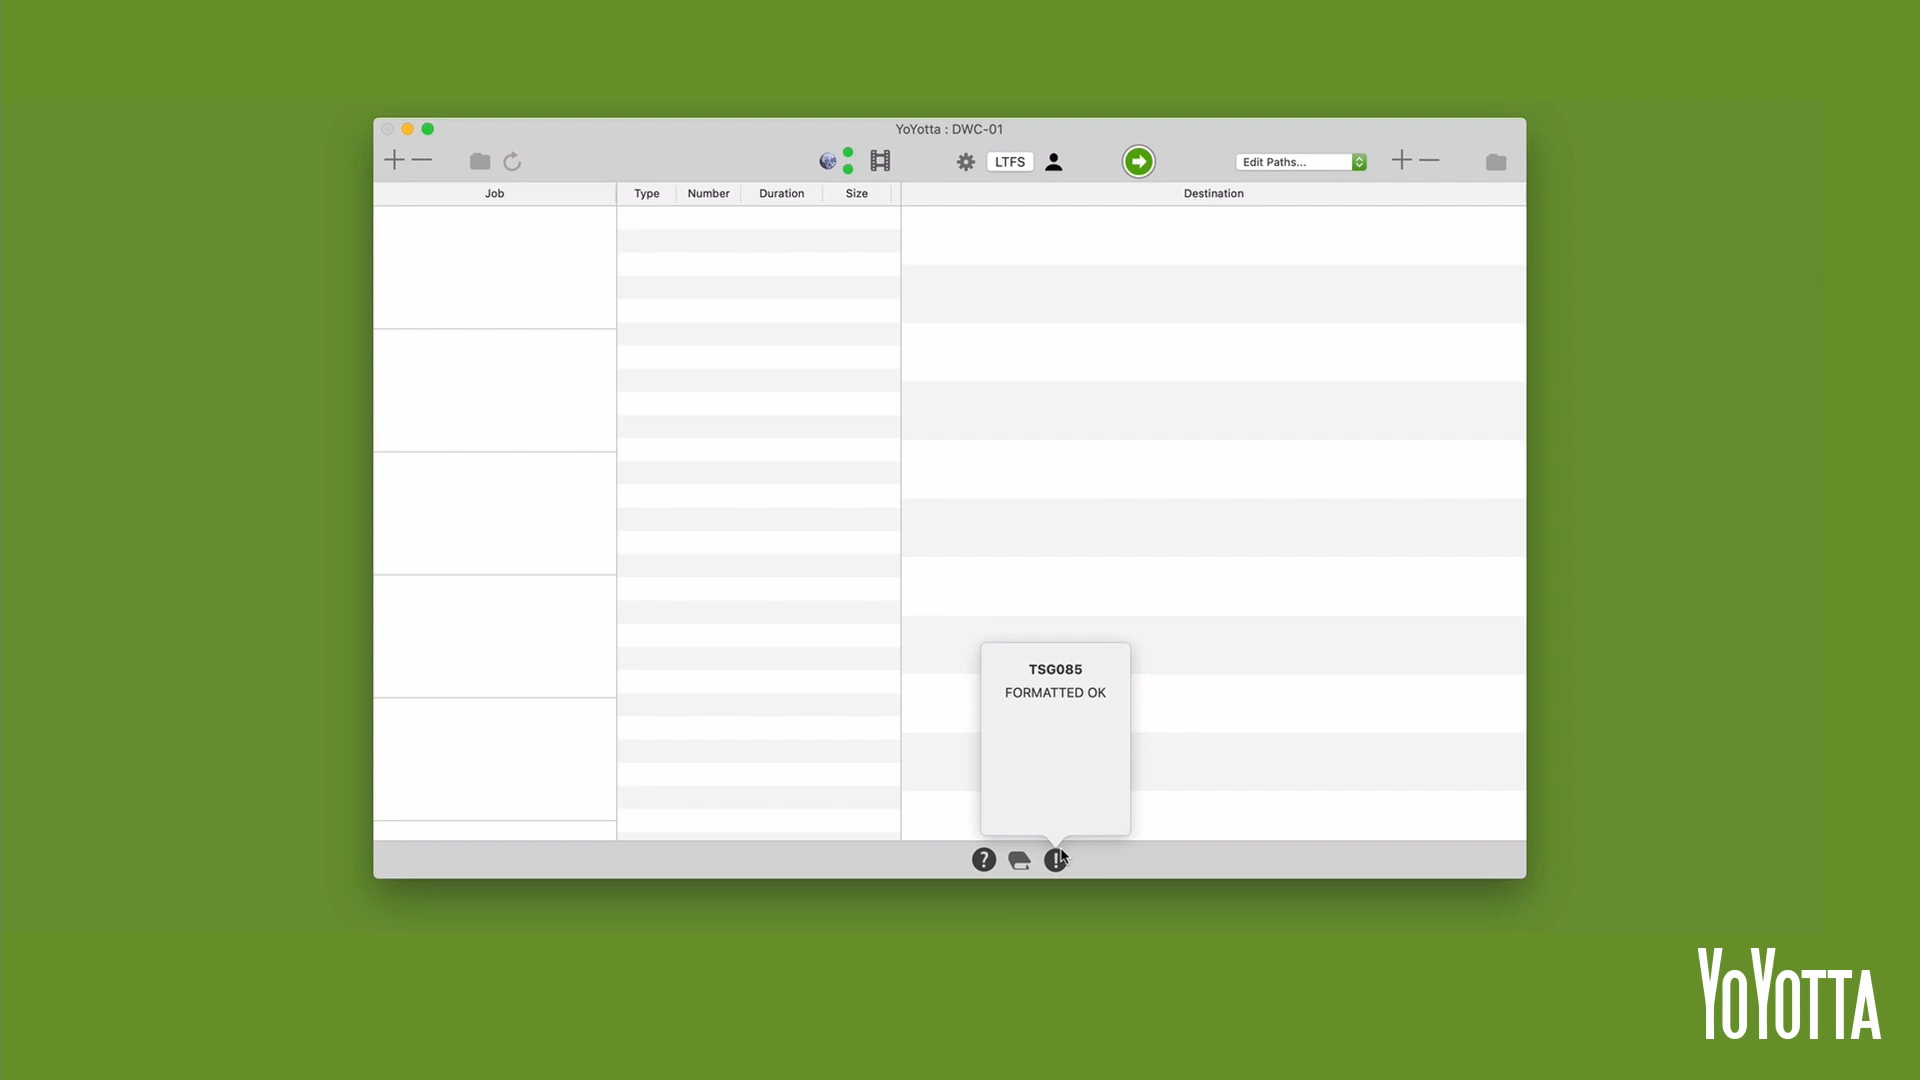 YoYotta : DWC-01
LTFS
Edit Paths...
Job
Type
Number
Duration
Size
Destination
TSG085
FORMATTED OK
?
!
YOYOTTA